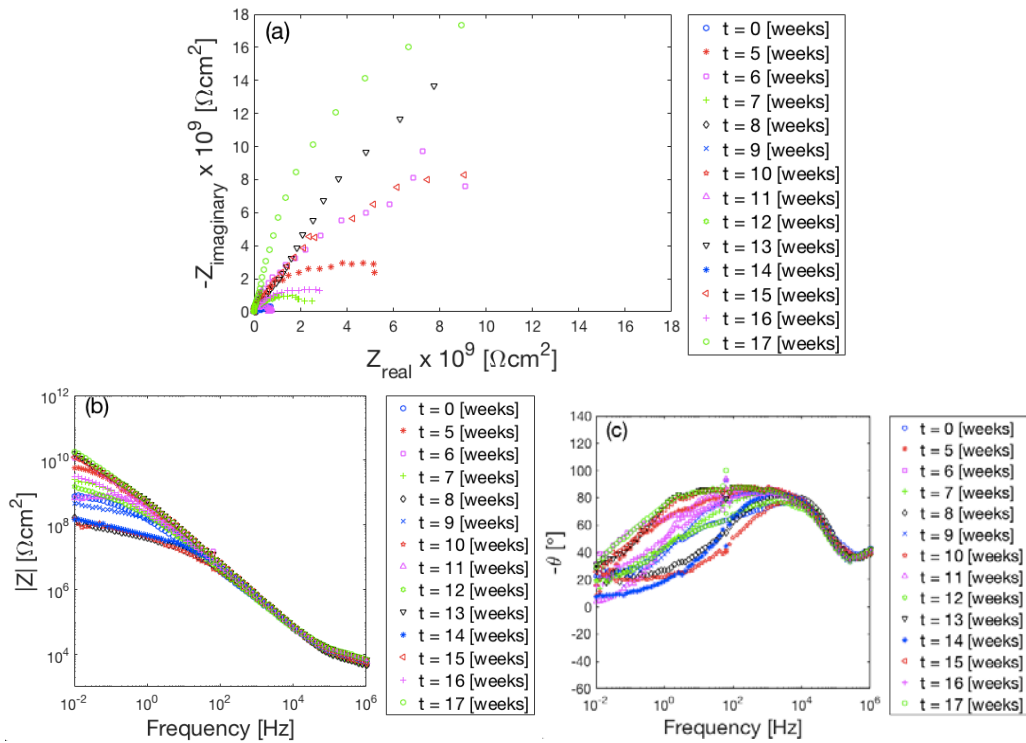 (a)
-Z_imaginary x 10^9 [Ωcm^2]
18
16
14
12
10
8
6
4
2
0
0 2 4 6 8 10 12 14 16 18
Z_real x 10^9 [Ωcm^2]
t = 0 [weeks]
t = 5 [weeks]
t = 6 [weeks]
t = 7 [weeks]
t = 8 [weeks]
t = 9 [weeks]
t = 10 [weeks]
t = 11 [weeks]
t = 12 [weeks]
t = 13 [weeks]
t = 14 [weeks]
t = 15 [weeks]
t = 16 [weeks]
t = 17 [weeks]
(b)
|Z| [Ωcm^2]
10^12
10^10
10^8
10^6
10^4
10^-2 10^0 10^2 10^4 10^6
Frequency [Hz]
t = 0 [weeks]
t = 5 [weeks]
t = 6 [weeks]
t = 7 [weeks]
t = 8 [weeks]
t = 9 [weeks]
t = 10 [weeks]
t = 11 [weeks]
t = 12 [weeks]
t = 13 [weeks]
t = 14 [weeks]
t = 15 [weeks]
t = 16 [weeks]
t = 17 [weeks]
(c)
-θ [°]
140
120
100
80
60
40
20
0
-20
-40
-60
10^-2 10^0 10^2 10^4 10^6
Frequency [Hz]
t = 0 [weeks]
t = 5 [weeks]
t = 6 [weeks]
t = 7 [weeks]
t = 8 [weeks]
t = 9 [weeks]
t = 10 [weeks]
t = 11 [weeks]
t = 12 [weeks]
t = 13 [weeks]
t = 14 [weeks]
t = 15 [weeks]
t = 16 [weeks]
t = 17 [weeks]